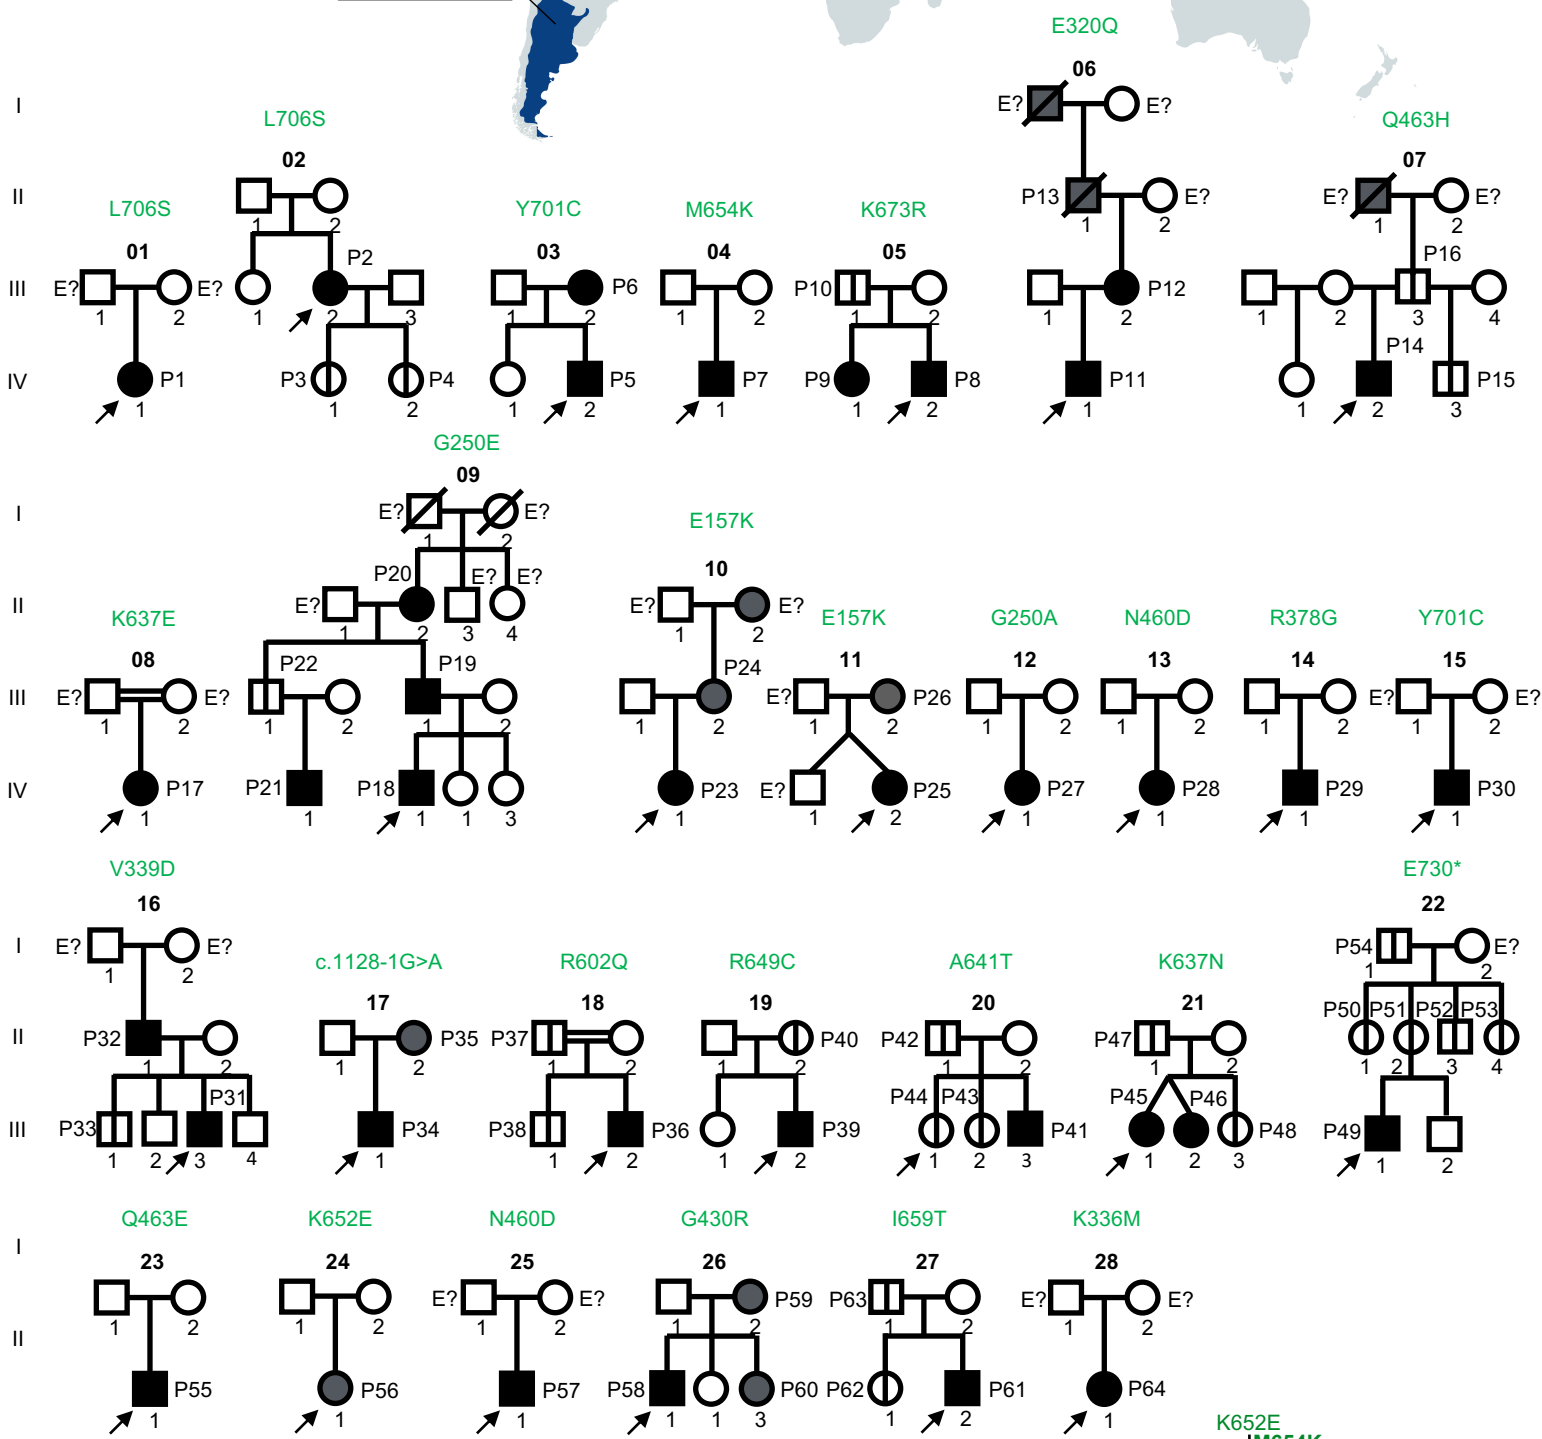 E320Q
06
I
E? E?
L706S
Q463H
02
07
II
P13 E?
E? E?
1 2
1 2
1 2
L706S
Y701C
M654K
K673R
01
03
04
05
P2
P16
III
E? E?
P6
P10
P12
1 2
1 2 3
1 2
1 2
1 2
1 2
1 2 3 4
P14
IV
P1
P3 P4
P5
P7
P9 P8
P11
P15
1
1 2
1 2
1
1 2
1
1 2 3
G250E
09
I
E? E?
1 2
E157K
P20 E? E?
10
II
E?
E? E?
1 2 3 4
1 2
K637E
E157K
G250A
N460D
R378G
Y701C
08
11
12
13
14
15
P22 P19
P24
III
E? E?
E? P26
E? E?
1 2
1 2 1 2
1 2
1 2
1 2
1 2
1 2
1 2
IV
P17
P21 P18
P23
E? P25
P27
P28
P29
P30
1
1 1 1 3
1
1 2
1
1
1
1
V339D
E730*
16
22
I
E? E?
P54 E?
1 2
1 2
c.1128-1G>A
R602Q
R649C
A641T
K637N
17
18
19
20
21
P50 P51 P52 P53
II
P32
P35
P37
P40
P42
P47
1 2
1 2
1 2
1 2
1 2
1 2
1 2 3 4
P31
P44 P43
P45 P46
III
P33
P34
P38 P36
P39
P41
P48
P49
1 2 3 4
1
1 2
1 2
1 2 3
1 2 3
1 2
Q463E
K652E
N460D
G430R
I659T
K336M
I
23
24
25
26
27
28
E? E?
P59
P63
E? E?
1 2
1 2
1 2
1 2
1 2
1 2
II
P55
P56
P57
P58 P60
P62 P61
P64
1
1
1
1 1 3
1 2
1
K652E
M654K